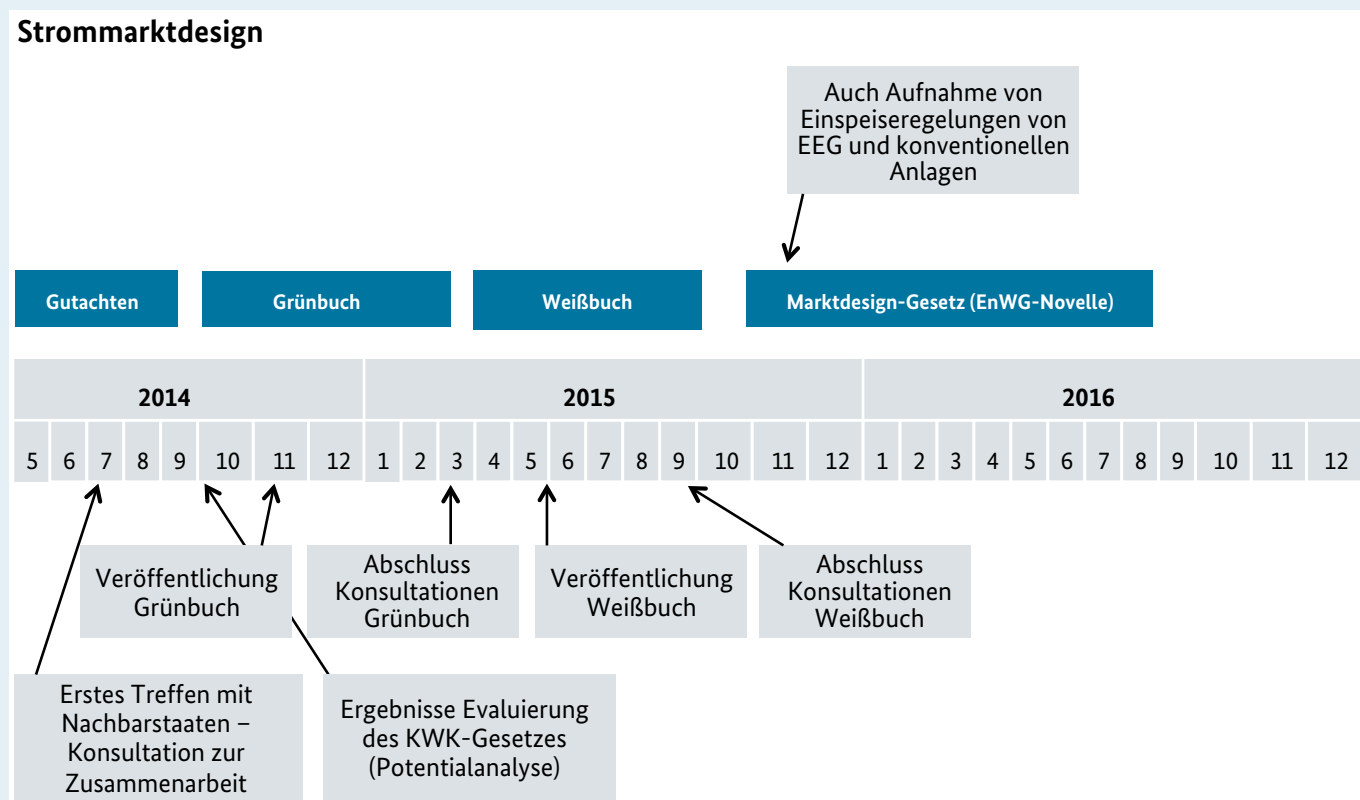 Strommarktdesign
Auch Aufnahme von
Einspeiseregelungen von
EEG und konventionellen
Anlagen
Gutachten
Grünbuch
Weißbuch
Marktdesign-Gesetz (EnWG-Novelle)
2014 2015 2016
5 6 7 8 9 10 11 12 1 2 3 4 5 6 7 8 9 10 11 12 1 2 3 4 5 6 7 8 9 10 11 12
Veröffentlichung
Grünbuch
Abschluss
Konsultationen
Grünbuch
Veröffentlichung
Weißbuch
Abschluss
Konsultationen
Weißbuch
Erstes Treffen mit
Nachbarstaaten –
Konsultation zur
Zusammenarbeit
Ergebnisse Evaluierung
des KWK-Gesetzes
(Potentialanalyse)